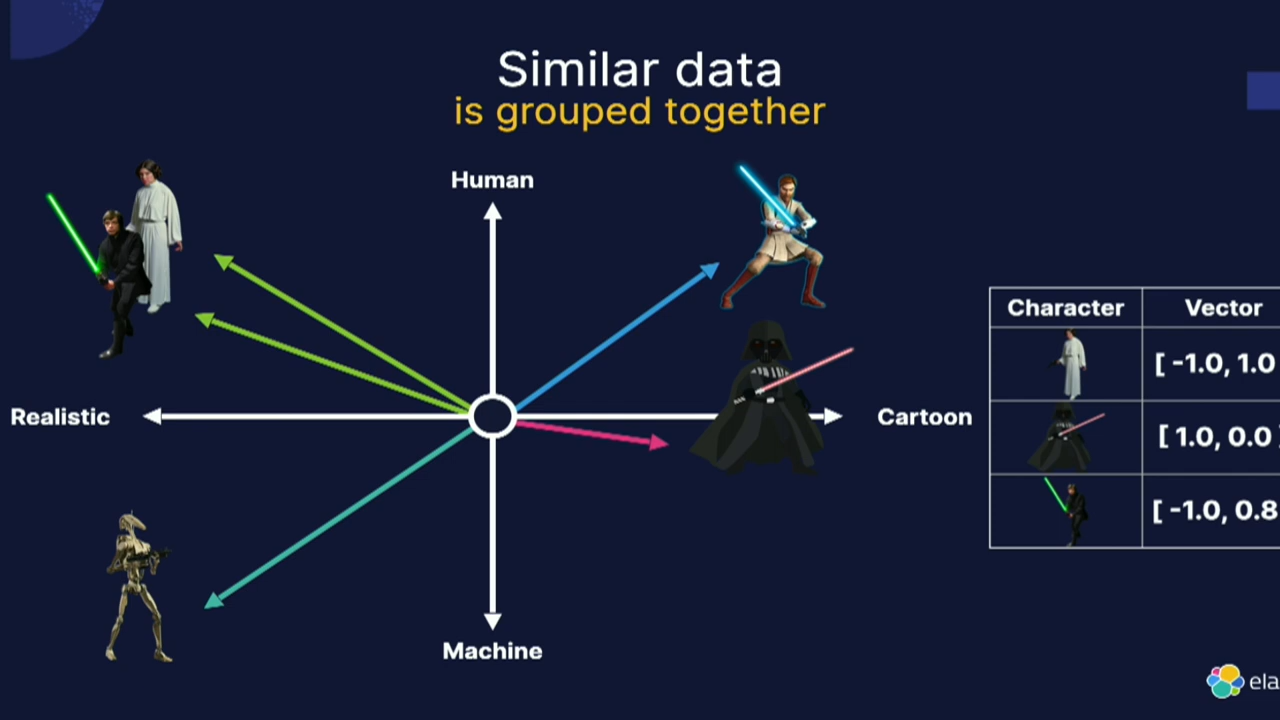 Similar data
is grouped together
Human
Realistic
Cartoon
Machine
Character Vector
[ -1.0, 1.0
[ 1.0, 0.0 ]
[ -1.0, 0.8
ela